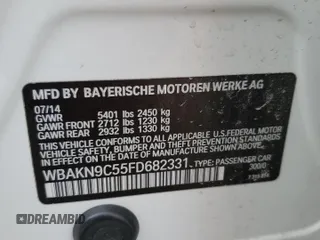 MFD BY BAYERISCHE MOTOREN WERKE AG
07/14
GVWR 5401 lbs 2450 kg
GAWR FRONT 2712 lbs 1230 kg
GAWR REAR 2932 lbs 1330 kg
THIS VEHICLE CONFORMS TO ALL APPLICABLE U.S. FEDERAL MOTOR
VEHICLE SAFETY, BUMPER, AND THEFT PREVENTION
STANDARDS IN EFFECT ON THE DATE OF MANUFACTURE
SHOWN ABOVE.
WBAKN9C55FD682331 TYPE: PASSENGER CAR
300/0
DREAMBID